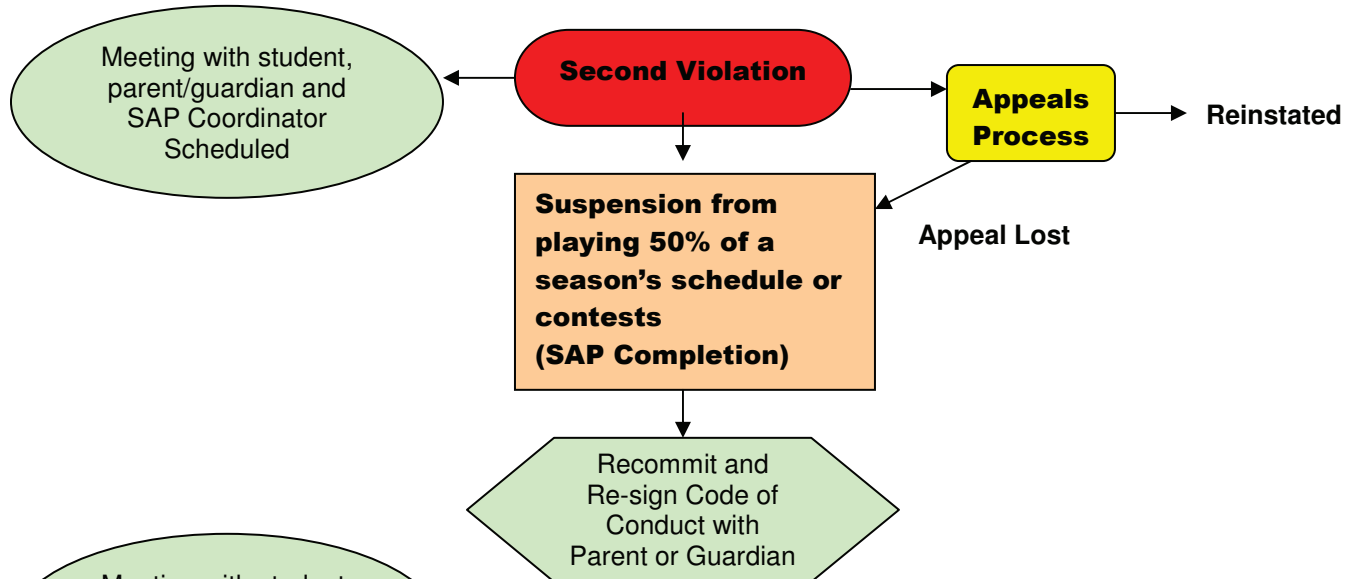 Meeting with student,
parent/guardian and
SAP Coordinator
Scheduled
Second Violation
Appeals
Process
Reinstated
Suspension from
playing 50% of a
season's schedule or
contests
(SAP Completion)
Appeal Lost
Recommit and
Re-sign Code of
Conduct with
Parent or Guardian